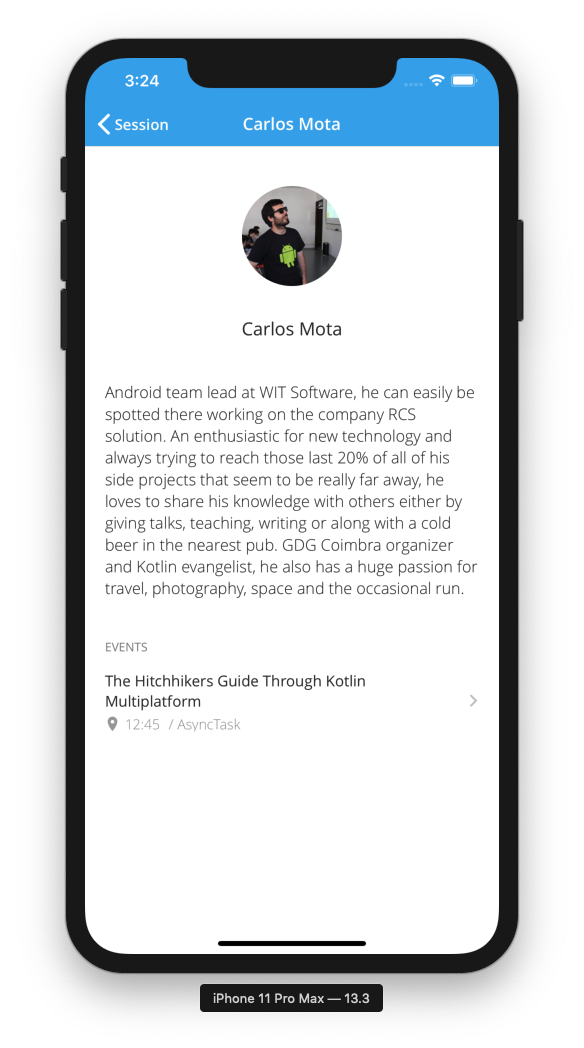 3:24
Session
Carlos Mota
Carlos Mota
Android team lead at WIT Software, he can easily be
spotted there working on the company RCS
solution. An enthusiastic for new technology and
always trying to reach those last 20% of all of his
side projects that seem to be really far away, he
loves to share his knowledge with others either by
giving talks, teaching, writing or along with a cold
beer in the nearest pub. GDG Coimbra organizer
and Kotlin evangelist, he also has a huge passion for
travel, photography, space and the occasional run.
EVENTS
The Hitchhikers Guide Through Kotlin
Multiplatform
12:45 / AsyncTask
iPhone 11 Pro Max — 13.3